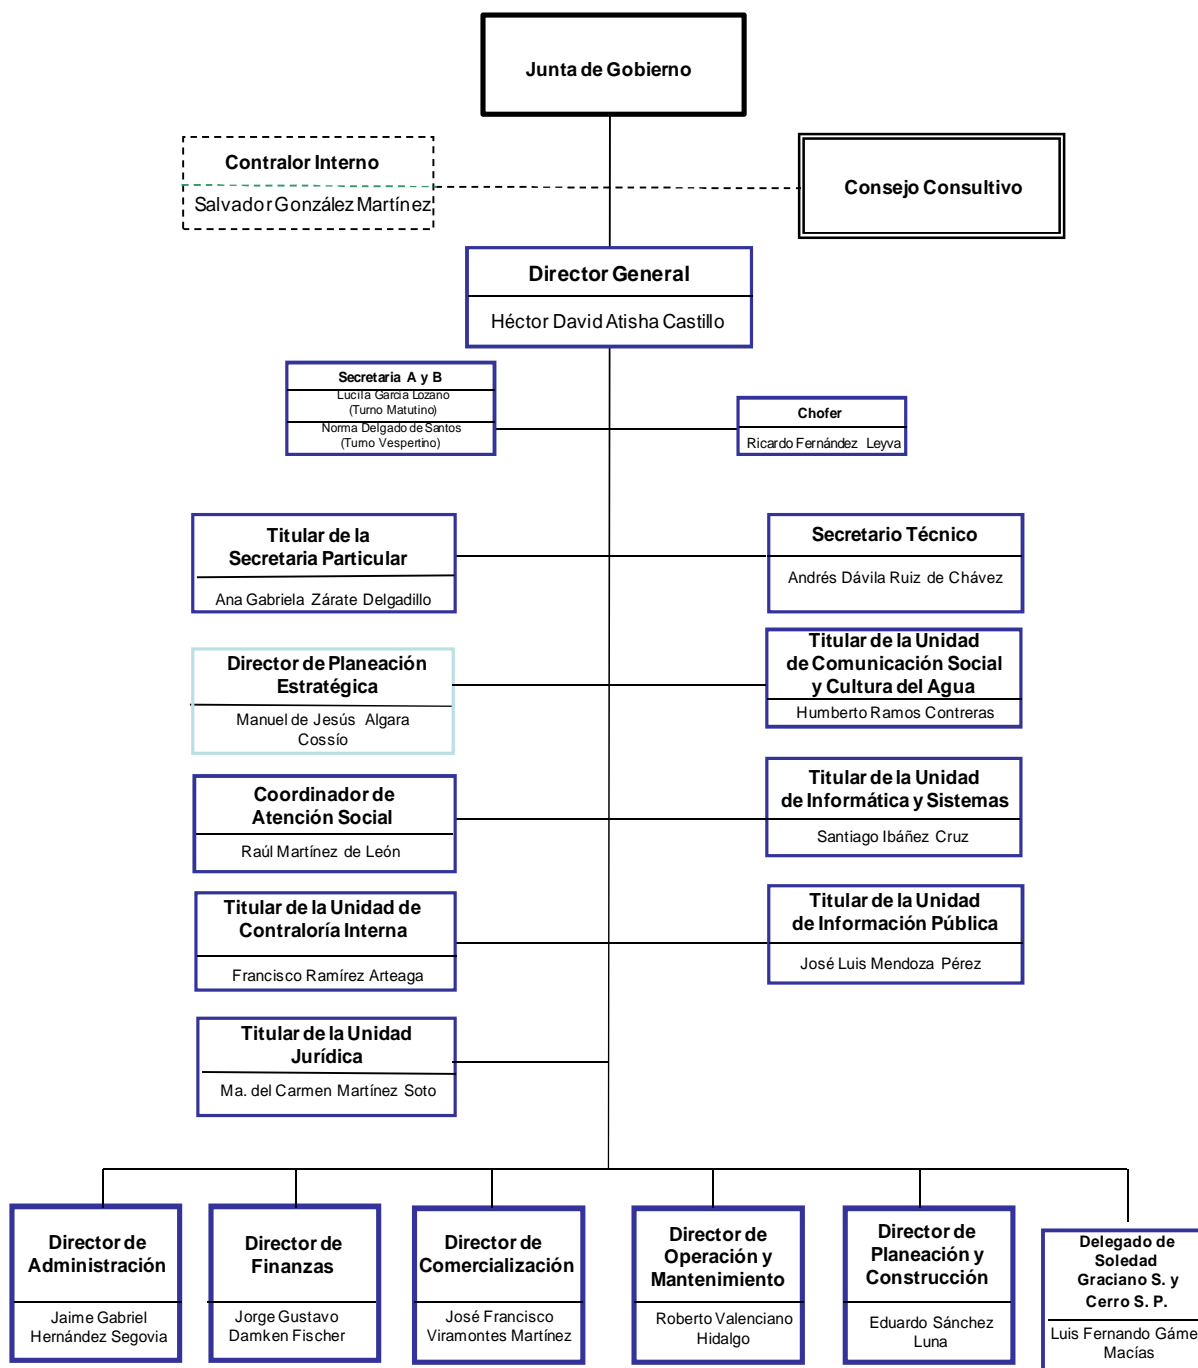 Junta de Gobierno
Contralor Interno
Salvador González Martínez
Consejo Consultivo
Director General
Héctor David Atisha Castillo
Secretaria A y B
Lucila García Lozano
(Turno Matutino)
Norma Delgado de Santos
(Turno Vespertino)
Chofer
Ricardo Fernández Leyva
Titular de la
Secretaria Particular
Ana Gabriela Zárate Delgadillo
Secretario Técnico
Andrés Dávila Ruiz de Chávez
Director de Planeación
Estratégica
Manuel de Jesús Algara
Cossío
Titular de la Unidad
de Comunicación Social
y Cultura del Agua
Humberto Ramos Contreras
Coordinador de
Atención Social
Raúl Martínez de León
Titular de la Unidad
de Informática y Sistemas
Santiago Ibáñez Cruz
Titular de la Unidad de
Contraloría Interna
Francisco Ramírez Arteaga
Titular de la Unidad
de Información Pública
José Luis Mendoza Pérez
Titular de la Unidad
Jurídica
Ma. del Carmen Martínez Soto
Director de
Administración
Jaime Gabriel
Hernández Segovia
Director de
Finanzas
Jorge Gustavo
Damken Fischer
Director de
Comercialización
José Francisco
Viramontes Martínez
Director de
Operación y
Mantenimiento
Roberto Valenciano
Hidalgo
Director de
Planeación y
Construcción
Eduardo Sánchez
Luna
Delegado de
Soledad
Graciano S. y
Cerro S. P.
Luis Fernando Gáme
Macías